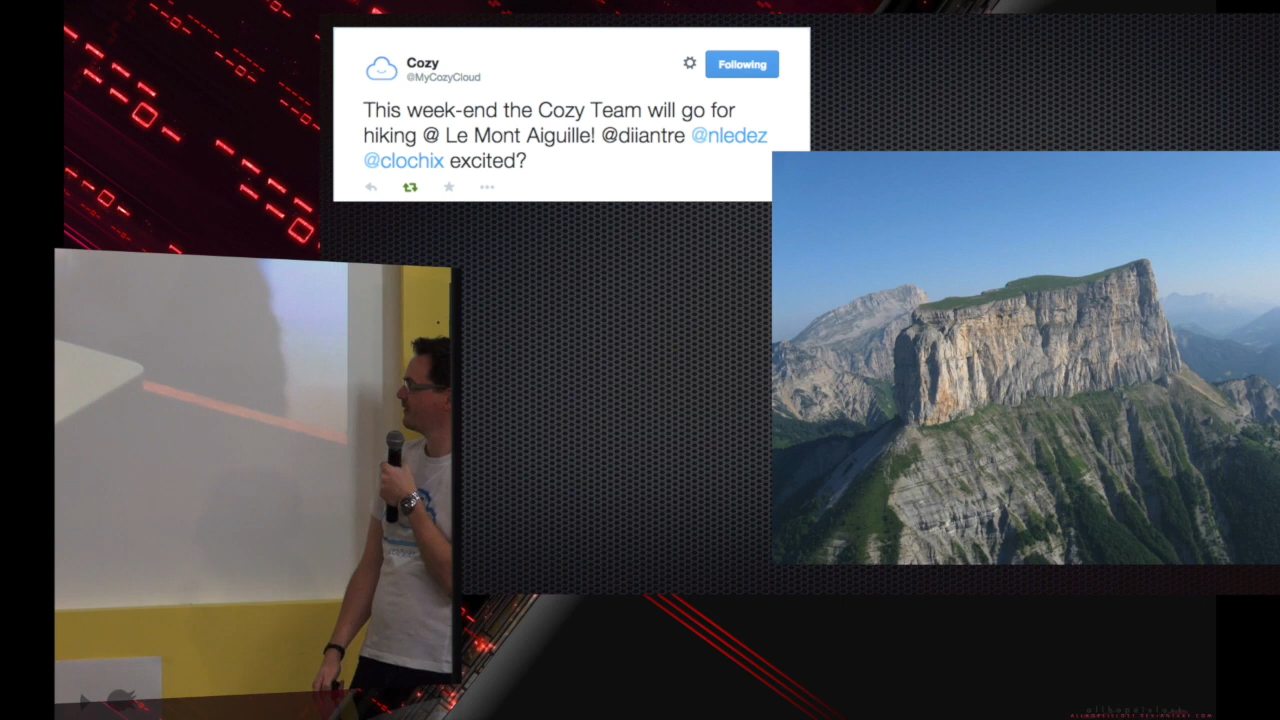 Cozy
@MyCozyCloud
Following
This week-end the Cozy Team will go for
hiking @ Le Mont Aiguille! @diiantre @nledez
@clochix excited?